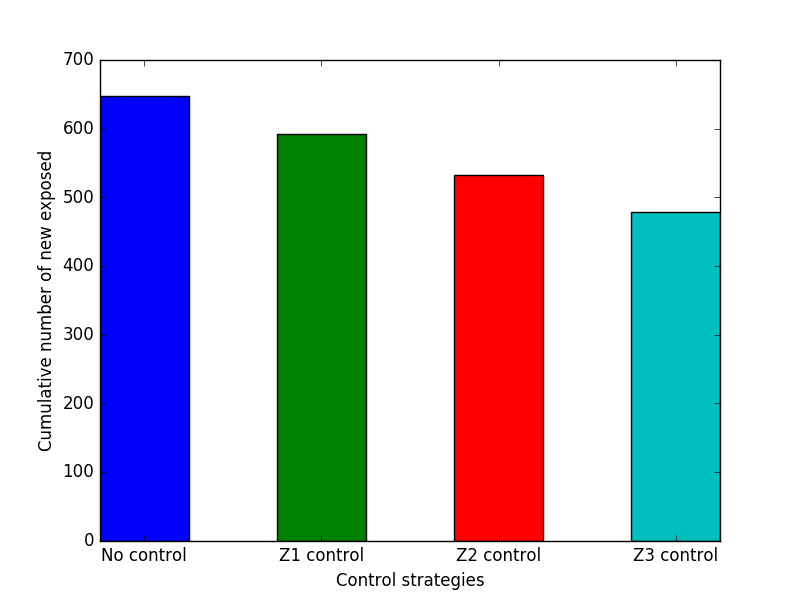 700
600
500
400
300
200
100
0
Cumulative number of new exposed
No control Z1 control Z2 control Z3 control
Control strategies